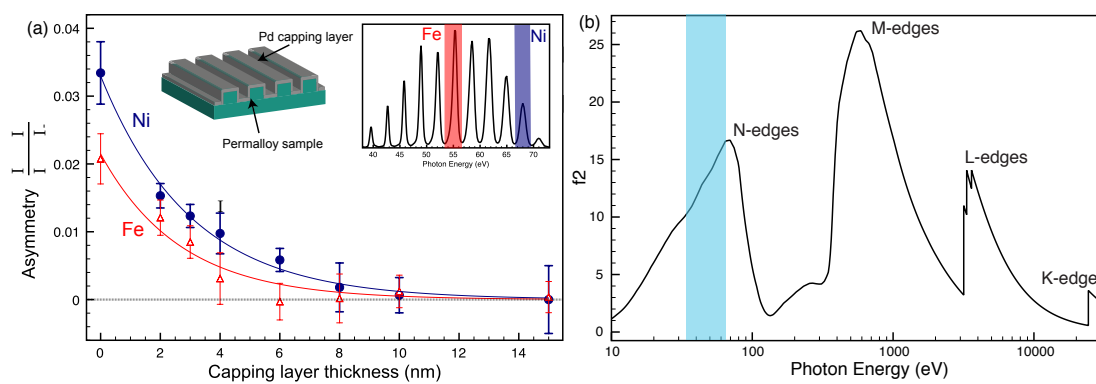 (a)
Pd capping layer
Permalloy sample
Fe
Ni
40 45 50 55 60 65 70
Photon Energy (eV)
Ni
Fe
Asymmetry
I I
I I-
0.04
0.03
0.02
0.01
0
0 2 4 6 8 10 12 14
Capping layer thickness (nm)
(b)
M-edges
N-edges
L-edges
K-edge
f2
25
20
15
10
5
0
10 100 1000 10000
Photon Energy (eV)